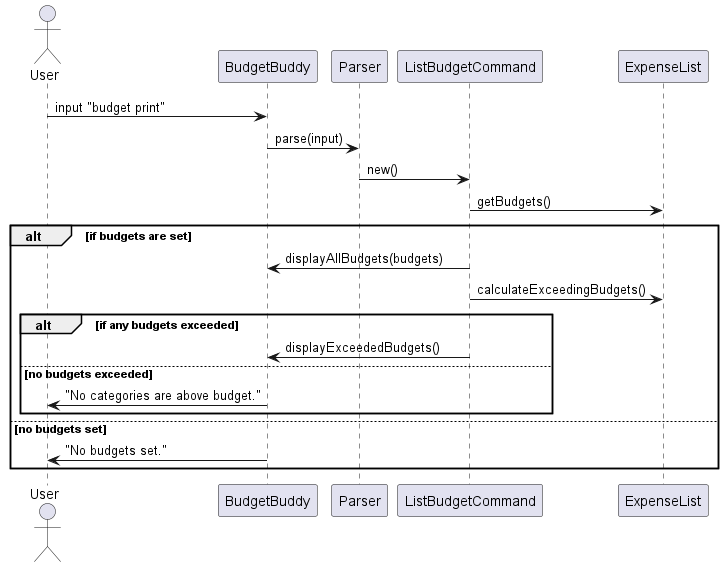 User
BudgetBuddy
Parser
ListBudgetCommand
ExpenseList
input "budget print"
parse(input)
new()
getBudgets()
alt [if budgets are set]
displayAllBudgets(budgets)
calculateExceedingBudgets()
alt [if any budgets exceeded]
displayExceededBudgets()
[no budgets exceeded]
"No categories are above budget."
[no budgets set]
"No budgets set."
User
BudgetBuddy
Parser
ListBudgetCommand
ExpenseList